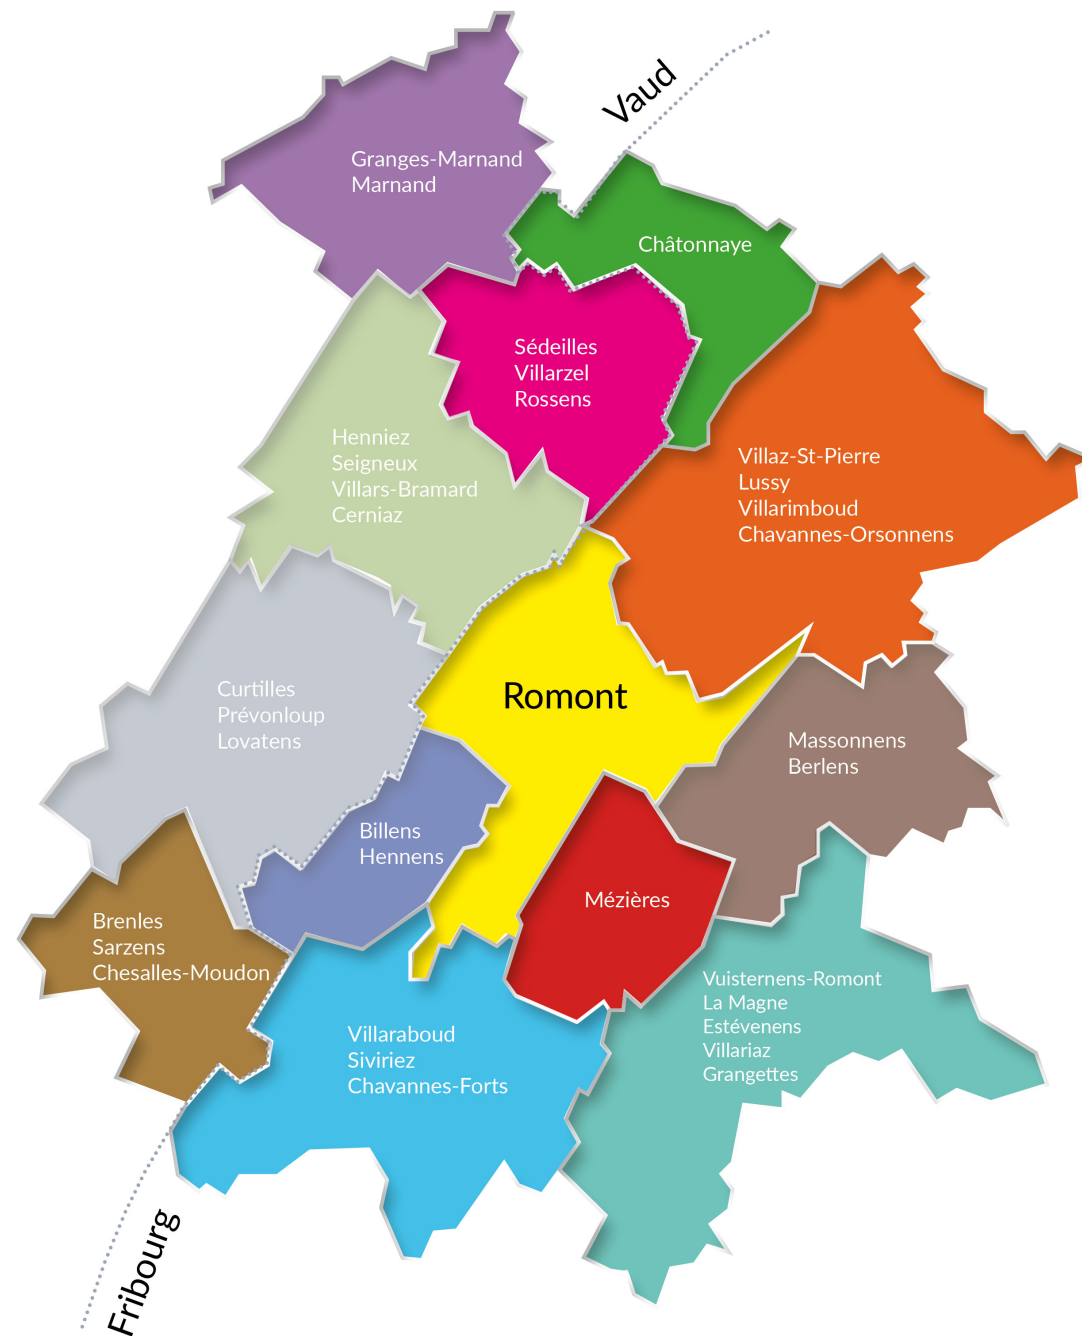 Vaud
Granges-Marnand
Marnand
Châtonnaye
Sédeilles
Villarzel
Rossens
Henniez
Seigneux
Villars-Bramard
Cerniaz
Villaz-St-Pierre
Lussy
Villarimboud
Chavannes-Orsonnens
Curtilles
Prévonloup
Lovatens
Romont
Massonnens
Berlens
Billens
Hennens
Mézières
Brenles
Sarzens
Chesalles-Moudon
Vuisternens-Romont
La Magne
Estévenens
Villariaz
Grangettes
Villaraboud
Siviriez
Chavannes-Forts
Fribourg